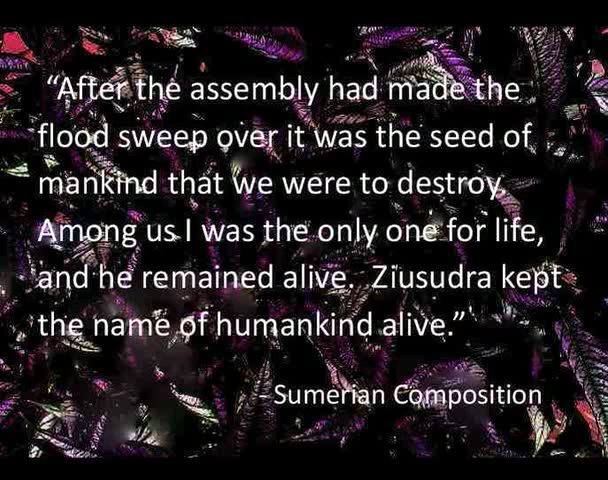 “After the assembly had made the
flood sweep over it was the seed of
mankind that we were to destroy.
Among us I was the only one for life,
and he remained alive.  Ziusudra kept
the name of humankind alive.”
- Sumerian Composition